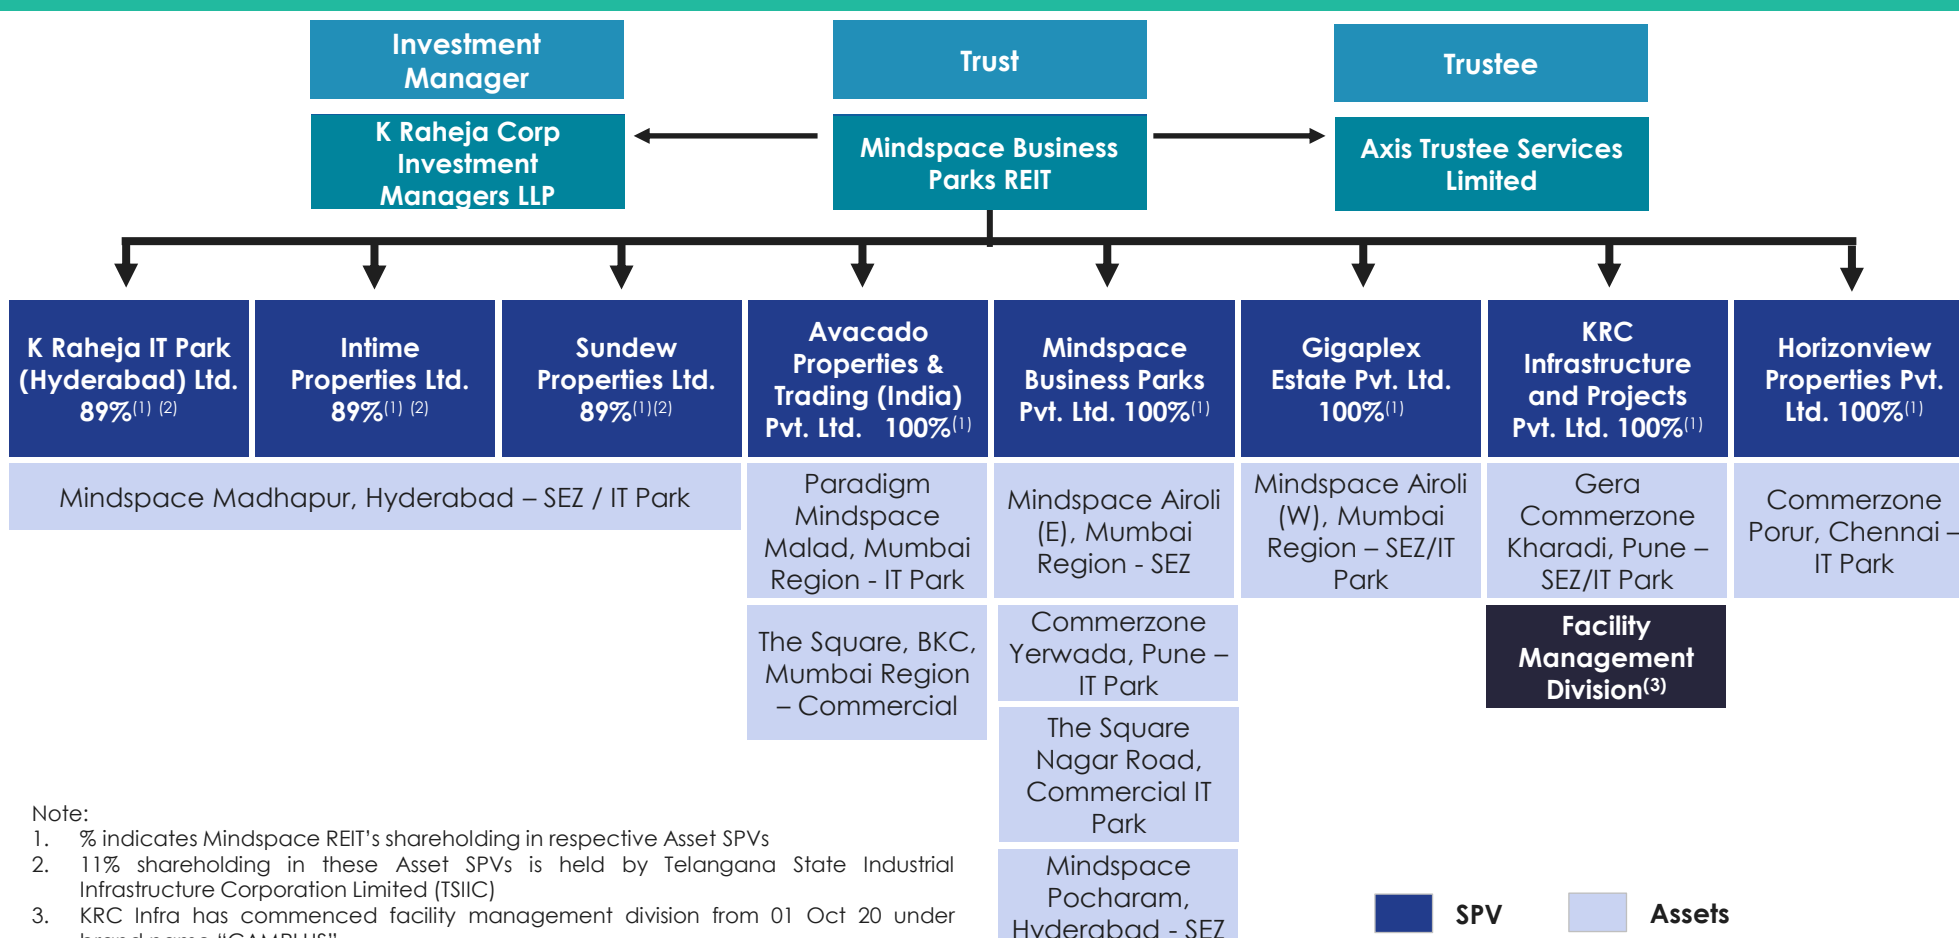 Investment
Manager
Trust
Trustee
K Raheja Corp
Investment
Managers LLP
Mindspace Business
Parks REIT
Axis Trustee Services
Limited
K Raheja IT Park
(Hyderabad) Ltd.
89%(1) (2)
Intime
Properties Ltd.
89%(1) (2)
Sundew
Properties Ltd.
89%(1)(2)
Avacado
Properties &
Trading (India)
Pvt. Ltd. 100%(1)
Mindspace
Business Parks
Pvt. Ltd. 100%(1)
Gigaplex
Estate Pvt. Ltd.
100%(1)
KRC
Infrastructure
and Projects
Pvt. Ltd. 100%(1)
Horizonview
Properties Pvt.
Ltd. 100%(1)
Mindspace Madhapur, Hyderabad – SEZ / IT Park
Paradigm
Mindspace
Malad, Mumbai
Region - IT Park
Mindspace Airoli
(E), Mumbai
Region - SEZ
Mindspace Airoli
(W), Mumbai
Region – SEZ/IT
Park
Gera
Commerzone
Kharadi, Pune –
SEZ/IT Park
Commerzone
Porur, Chennai –
IT Park
The Square, BKC,
Mumbai Region
– Commercial
Commerzone
Yerwada, Pune –
IT Park
Facility
Management
Division(3)
The Square
Nagar Road,
Commercial IT
Park
Mindspace
Pocharam,
Hyderabad - SEZ
Note:
1. % indicates Mindspace REIT's shareholding in respective Asset SPVs
2. 11% shareholding in these Asset SPVs is held by Telangana State Industrial
Infrastructure Corporation Limited (TSIIC)
3. KRC Infra has commenced facility management division from 01 Oct 20 under
brand name "CAMPLUS"
SPV
Assets